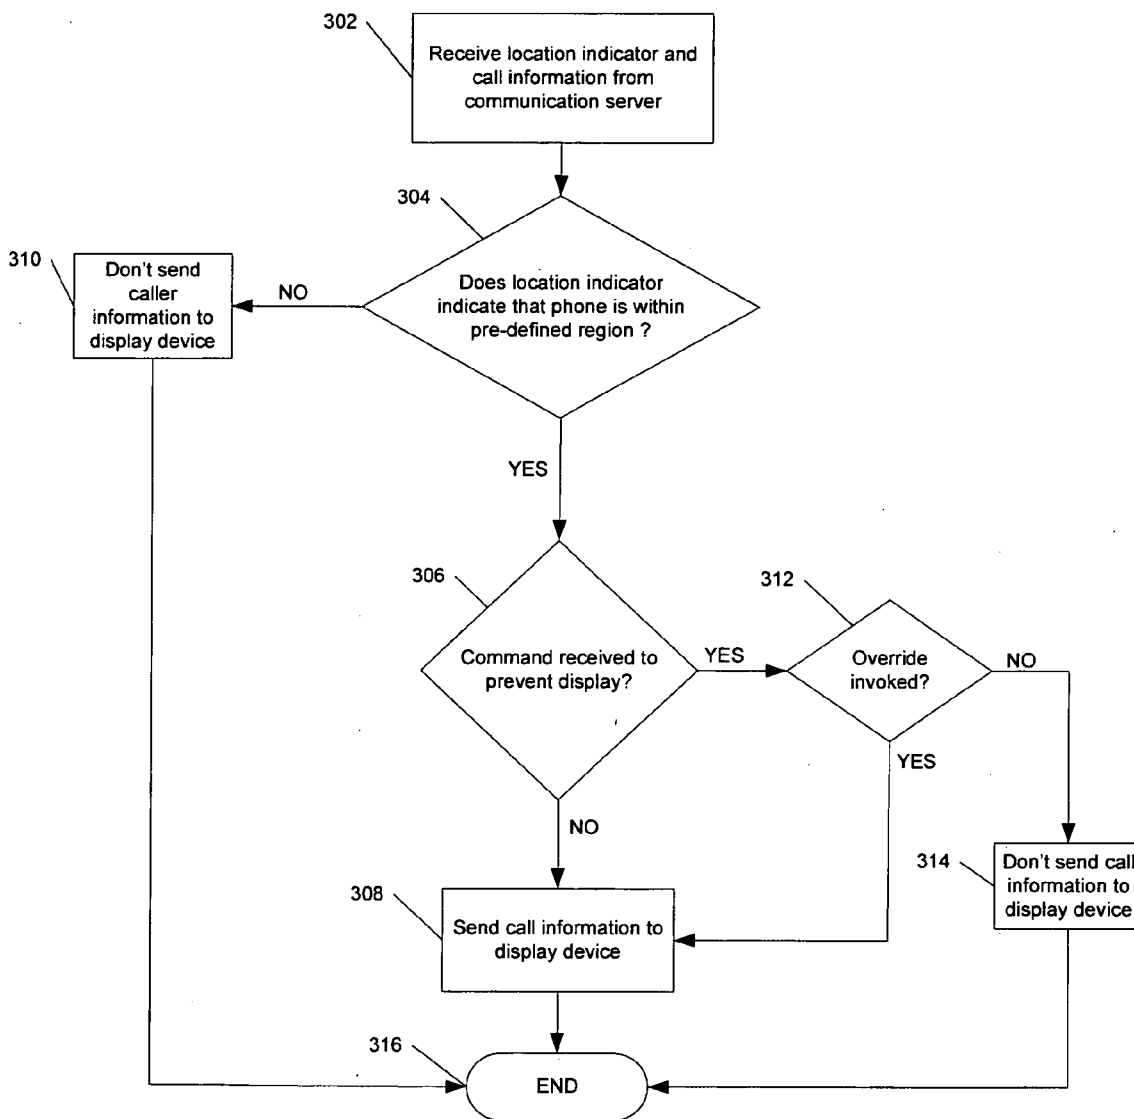 302
Receive location indicator and
call information from
communication server
304
310
Don't send
caller
information to
display device
NO
Does location indicator
indicate that phone is within
pre-defined region ?
YES
306
312
Command received to
prevent display?
YES
Override
invoked?
NO
YES
NO
308
Send call information to
display device
314
Don't send call
information to
display device
316
END